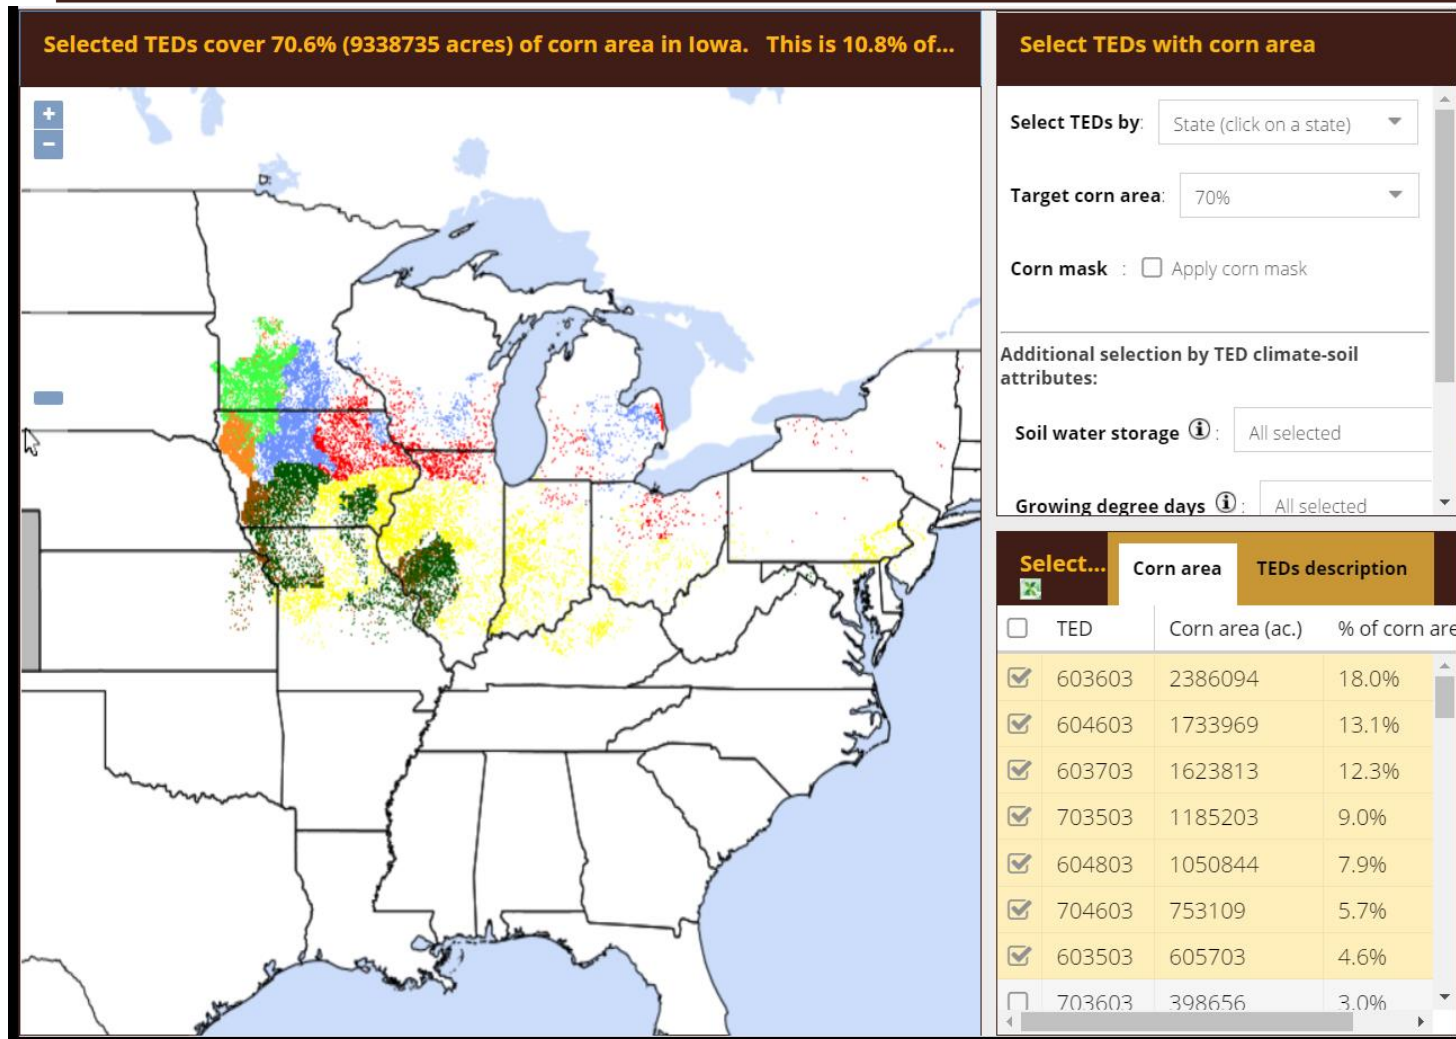 Selected TEDs cover 70.6% (9338735 acres) of corn area in Iowa. This is 10.8% of...
+
−
Select TEDs with corn area
Select TEDs by: State (click on a state)
Target corn area: 70%
Corn mask : Apply corn mask
Additional selection by TED climate-soil
attributes:
Soil water storage i : All selected
Growing degree days i : All selected
Select... Corn area TEDs description
TED Corn area (ac.) % of corn are
603603 2386094 18.0%
604603 1733969 13.1%
603703 1623813 12.3%
703503 1185203 9.0%
604803 1050844 7.9%
704603 753109 5.7%
603503 605703 4.6%
703603 398656 3.0%